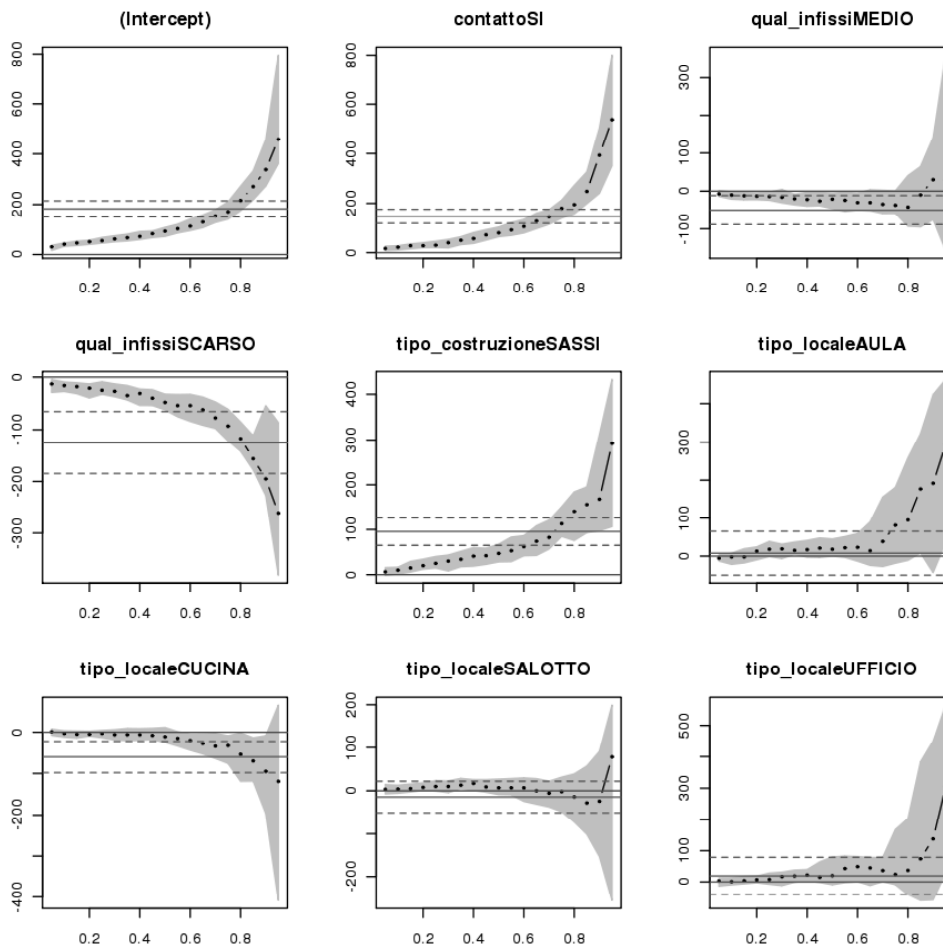 (Intercept)
contattoSI
qual_infissiMEDIO
800
600
400
200
0
0.2 0.4 0.6 0.8
800
600
400
200
0
0.2 0.4 0.6 0.8
300
100
0
-100
0.2 0.4 0.6 0.8
qual_infissiSCARSO
tipo_costruzioneSASSI
tipo_localeAULA
0
-100
-200
-300
0.2 0.4 0.6 0.8
400
300
200
100
0
0.2 0.4 0.6 0.8
300
100
0
0.2 0.4 0.6 0.8
tipo_localeCUCINA
tipo_localeSALOTTO
tipo_localeUFFICIO
0
-200
-400
0.2 0.4 0.6 0.8
200
100
0
-200
0.2 0.4 0.6 0.8
500
300
100
0
0.2 0.4 0.6 0.8